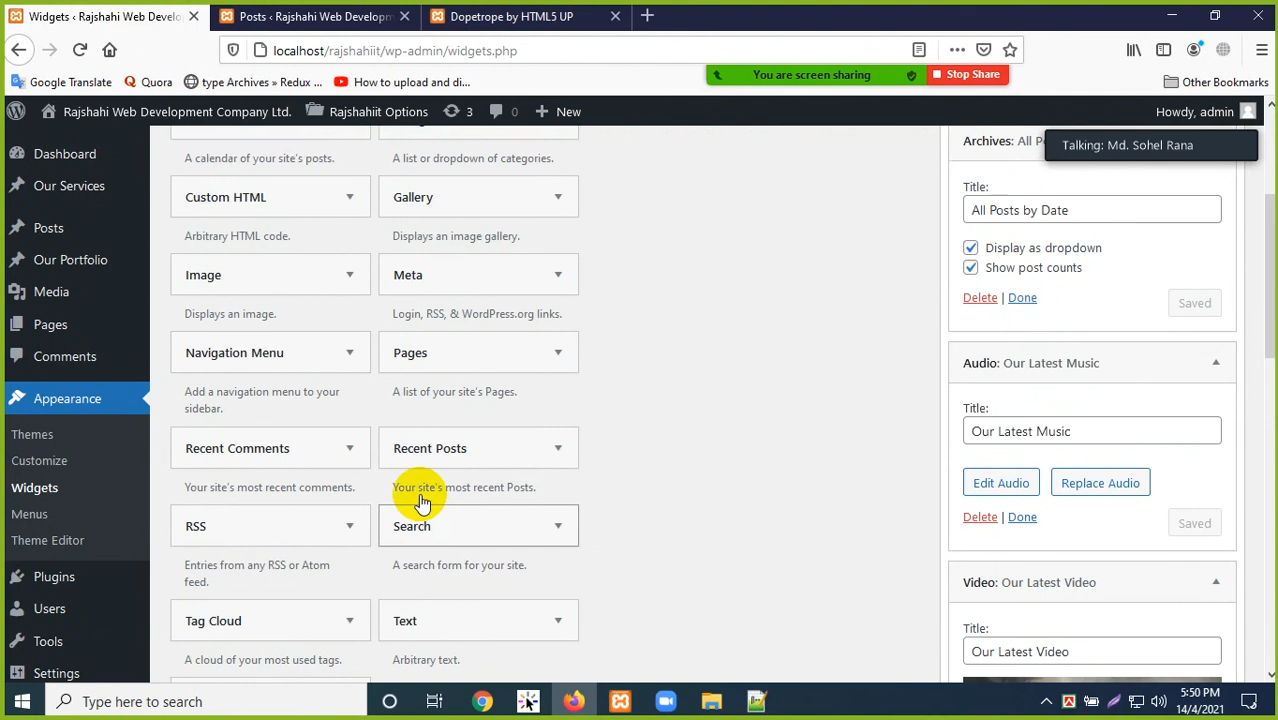 Widgets ‹ Rajshahi Web Develo
Posts ‹ Rajshahi Web Developm
Dopetrope by HTML5 UP
localhost/rajshahiit/wp-admin/widgets.php
You are screen sharing
Stop Share
Google Translate
Quora
type Archives » Redux ...
How to upload and di...
Other Bookmarks
Rajshahi Web Development Company Ltd.
Rajshahiit Options
3
0
New
Howdy, admin
Talking: Md. Sohel Rana
Dashboard
Our Services
Posts
Our Portfolio
Media
Pages
Comments
Appearance
Themes
Customize
Widgets
Menus
Theme Editor
Plugins
Users
Tools
Settings
A calendar of your site's posts.
A list or dropdown of categories.
Custom HTML
Gallery
Arbitrary HTML code.
Displays an image gallery.
Image
Meta
Displays an image.
Login, RSS, & WordPress.org links.
Navigation Menu
Pages
Add a navigation menu to your
sidebar.
A list of your site's Pages.
Recent Comments
Recent Posts
Your site's most recent comments.
Your site's most recent Posts.
RSS
Search
Entries from any RSS or Atom
feed.
A search form for your site.
Tag Cloud
Text
A cloud of your most used tags.
Arbitrary text.
Archives: All Po
Title:
All Posts by Date
Display as dropdown
Show post counts
Delete | Done
Saved
Audio: Our Latest Music
Title:
Our Latest Music
Edit Audio
Replace Audio
Delete | Done
Saved
Video: Our Latest Video
Title:
Our Latest Video
Type here to search
5:50 PM
14/4/2021